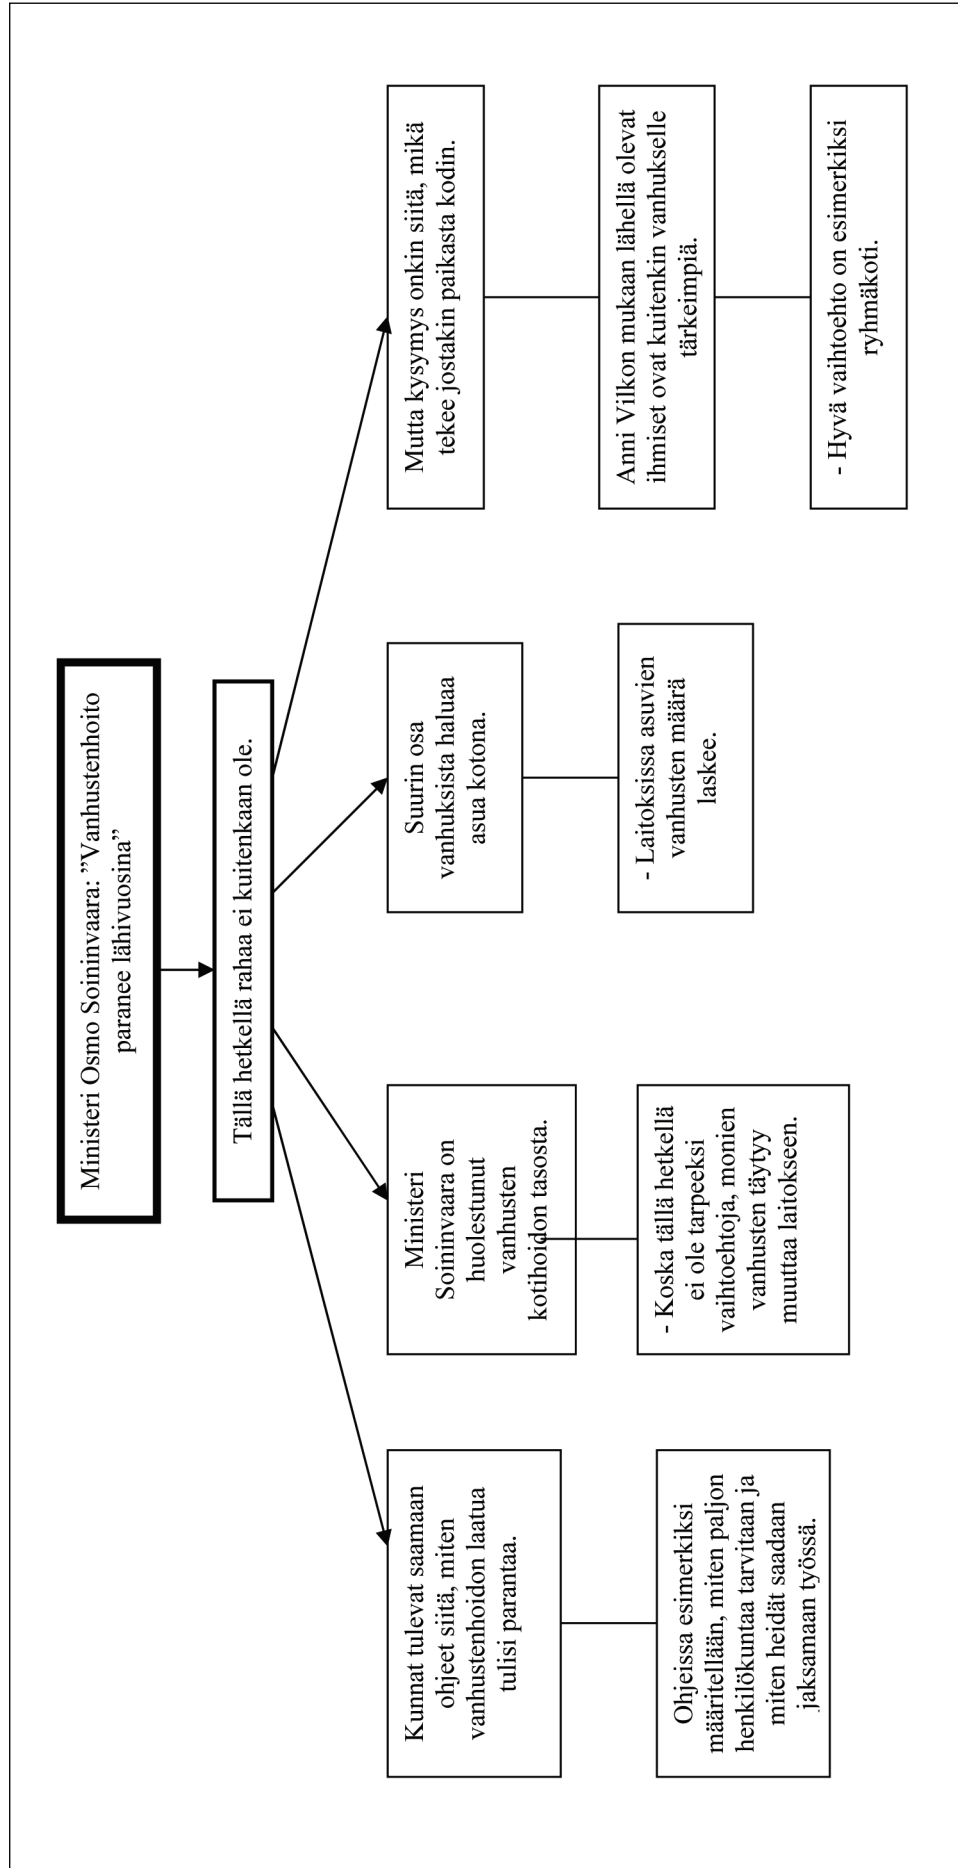 Ministeri Osmo Soininvaara: ”Vanhustenhoito
paranee lähivuosina”
Tällä hetkellä rahaa ei kuitenkaan ole.
Kunnat tulevat saamaan
ohjeet siitä, miten
vanhustenhoidon laatua
tulisi parantaa.
Ohjeissa esimerkiksi
määritellään, miten paljon
henkilökuntaa tarvitaan ja
miten heidät saadaan
jaksamaan työssä.
Ministeri
Soininvaara on
huolestunut
vanhusten
kotihoidon tasosta.
- Koska tällä hetkellä
ei ole tarpeeksi
vaihtoehtoja, monien
vanhusten täytyy
muuttaa laitokseen.
Suurin osa
vanhuksista haluaa
asua kotona.
- Laitoksissa asuvien
vanhusten määrä
laskee.
Mutta kysymys onkin siitä, mikä
tekee jostakin paikasta kodin.
Anni Vilkon mukaan lähellä olevat
ihmiset ovat kuitenkin vanhukselle
tärkeimpiä.
- Hyvä vaihtoehto on esimerkiksi
ryhmäkoti.